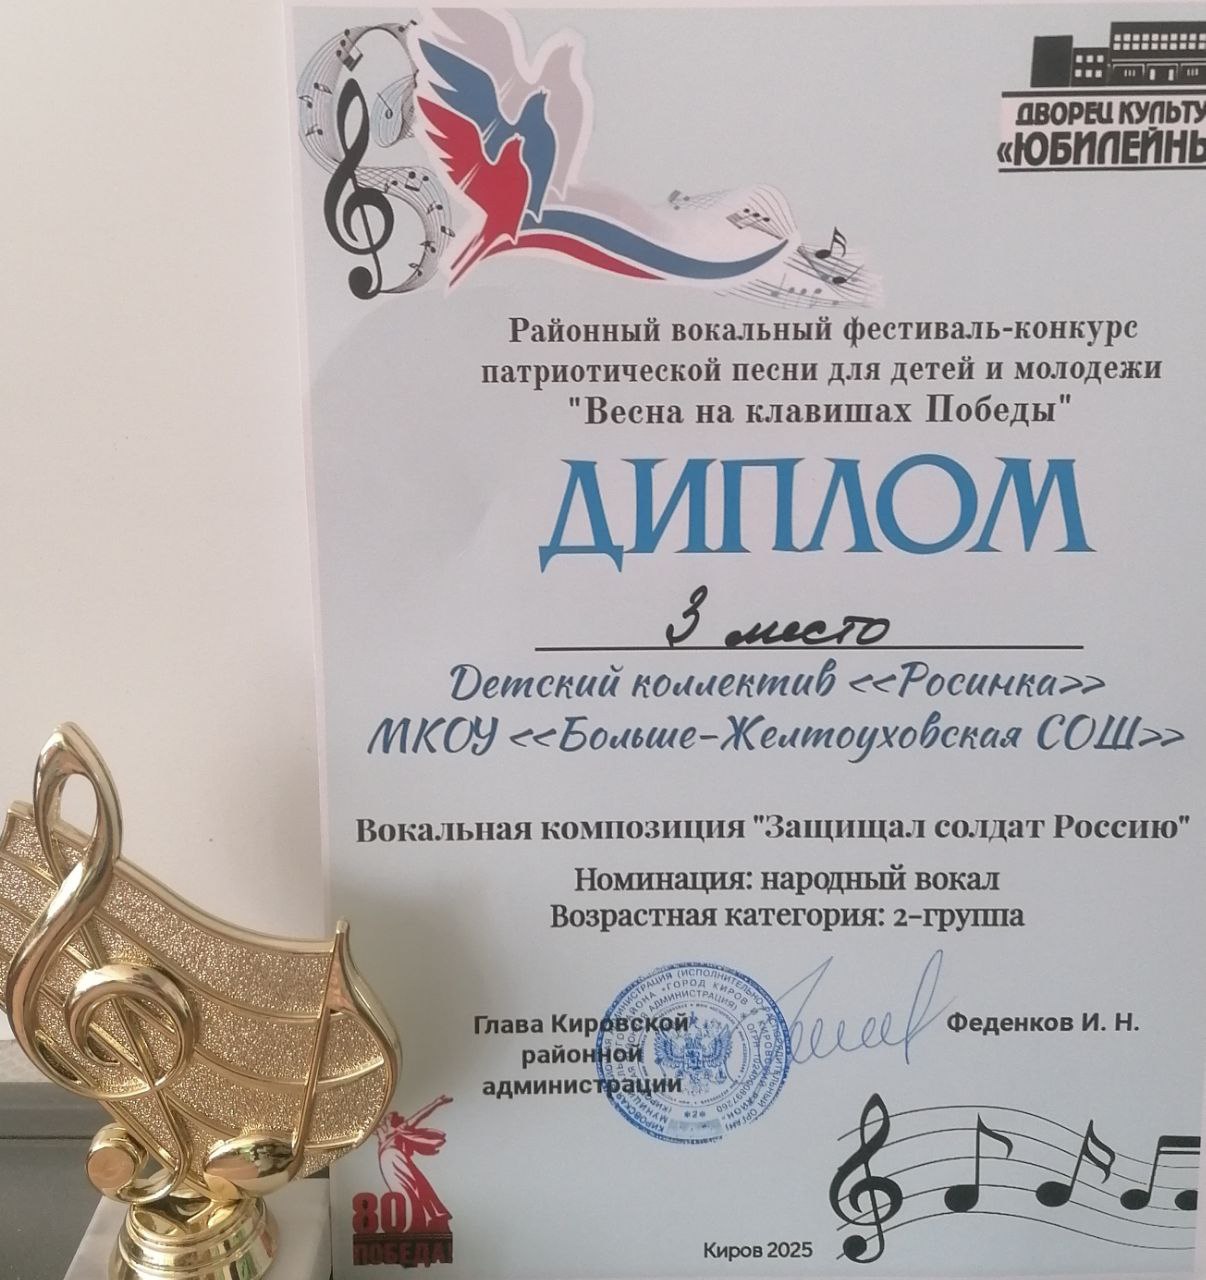 ДВОРЕЦ КУЛЬТУ
«ЮБИЛЕЙНЫ
Районный вокальный фестиваль-конкурс
патриотической песни для детей и молодежи
"Весна на клавишах Победы"
ДИПЛОМ
3 место
Детский коллектив <<Росинка>>
МКОУ <<Больше-Желтоуховская СОШ>>
Вокальная композиция "Защищал солдат Россию"
Номинация: народный вокал
Возрастная категория: 2-группа
Глава Кировской
районной
администрации
Феденков И. Н.
80
ПОБЕДА!
Киров 2025